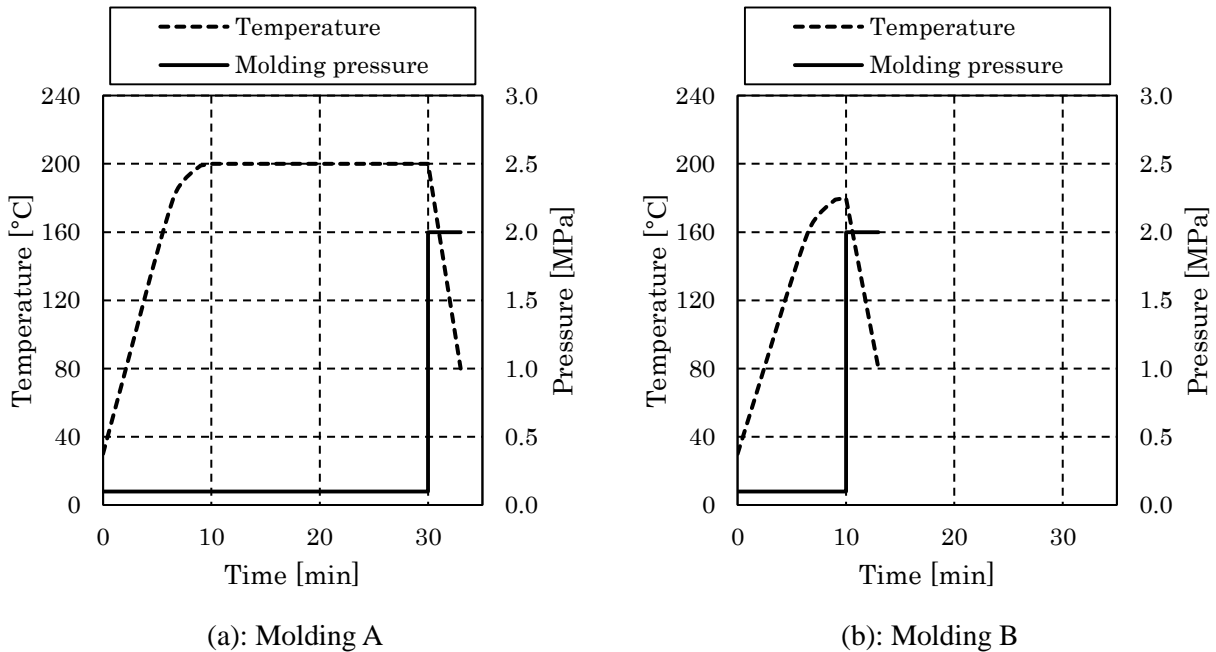 Temperature
Molding pressure
240
200
160
120
80
40
0
Temperature [°C]
3.0
2.5
2.0
1.5
1.0
0.5
0.0
Pressure [MPa]
0 10 20 30
Time [min]
(a): Molding A
Temperature
Molding pressure
240
200
160
120
80
40
0
Temperature [°C]
3.0
2.5
2.0
1.5
1.0
0.5
0.0
Pressure [MPa]
0 10 20 30
Time [min]
(b): Molding B